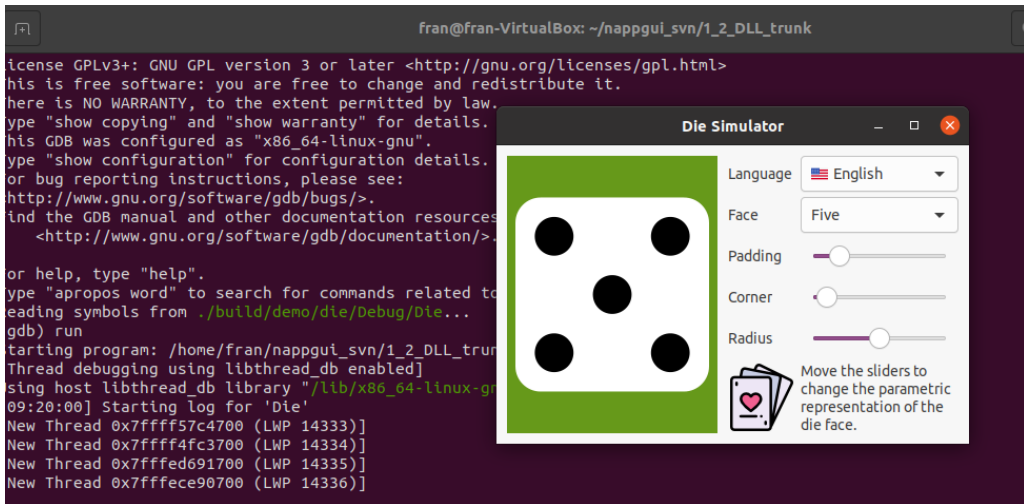 fran@fran-VirtualBox: ~/nappgui_svn/1_2_DLL_trunk
icense GPLv3+: GNU GPL version 3 or later <http://gnu.org/licenses/gpl.html>
his is free software: you are free to change and redistribute it.
here is NO WARRANTY, to the extent permitted by law.
ype "show copying" and "show warranty" for details.
his GDB was configured as "x86_64-linux-gnu".
ype "show configuration" for configuration details.
or bug reporting instructions, please see:
<http://www.gnu.org/software/gdb/bugs/>.
ind the GDB manual and other documentation resources
<http://www.gnu.org/software/gdb/documentation/>.
or help, type "help".
ype "apropos word" to search for commands related to
eading symbols from ./build/demo/die/Debug/Die...
gdb) run
tarting program: /home/fran/nappgui_svn/1_2_DLL_trun
Thread debugging using libthread_db enabled]
sing host libthread_db library "/lib/x86_64-linux-gn
09:20:00] Starting log for 'Die'
New Thread 0x7ffff57c4700 (LWP 14333)]
New Thread 0x7ffff4fc3700 (LWP 14334)]
New Thread 0x7fffed691700 (LWP 14335)]
New Thread 0x7fffece90700 (LWP 14336)]
Die Simulator
Language English
Face Five
Padding
Corner
Radius
Move the sliders to
change the parametric
representation of the
die face.